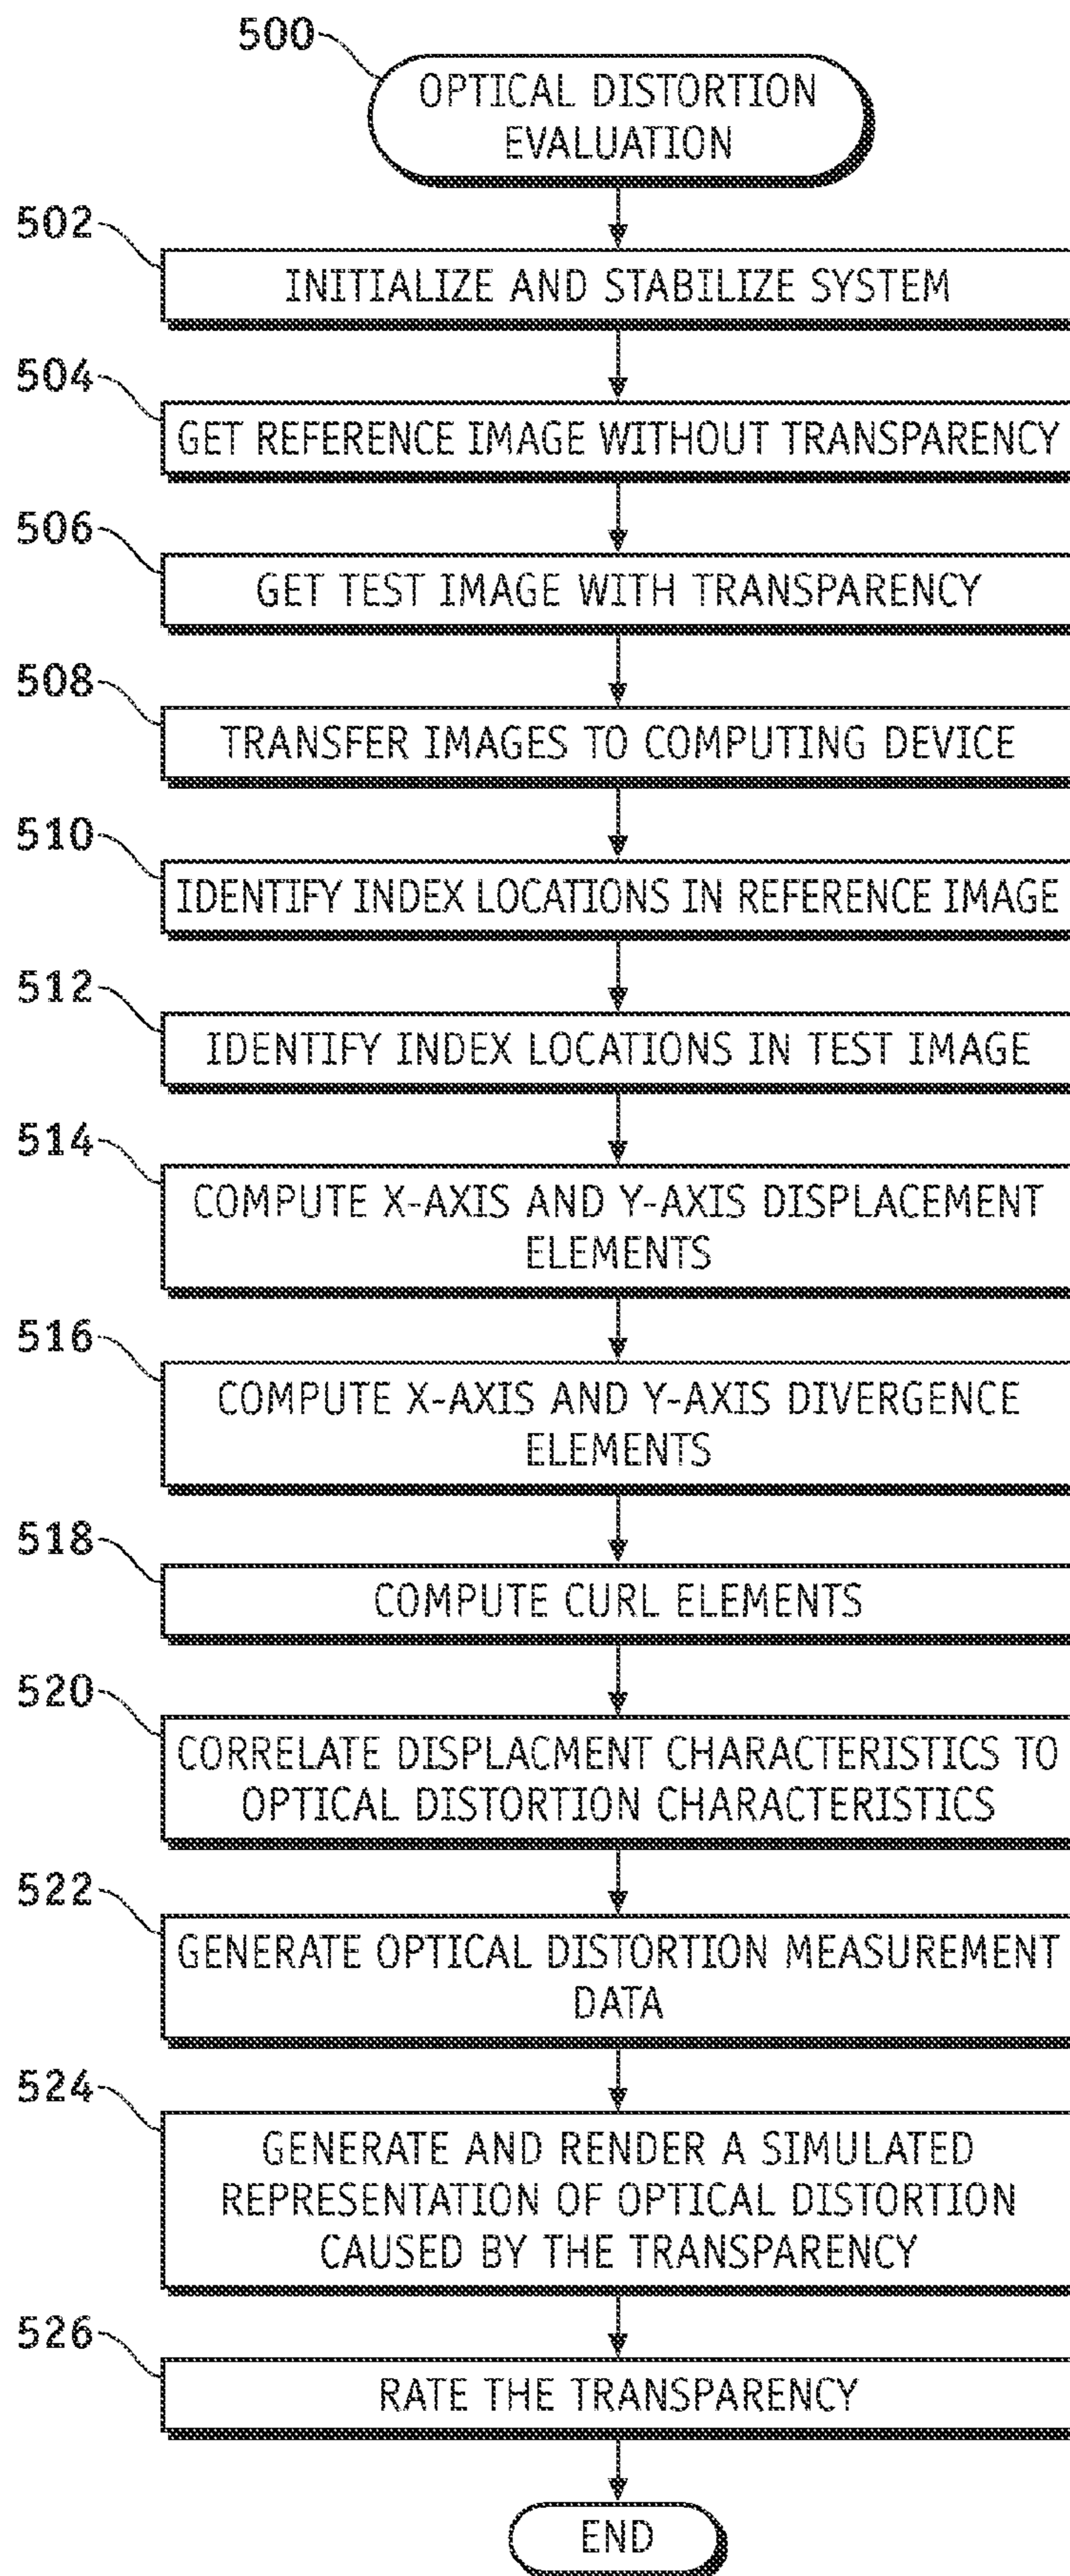 500
OPTICAL DISTORTION
EVALUATION
502
INITIALIZE AND STABILIZE SYSTEM
504
GET REFERENCE IMAGE WITHOUT TRANSPARENCY
506
GET TEST IMAGE WITH TRANSPARENCY
508
TRANSFER IMAGES TO COMPUTING DEVICE
510
IDENTIFY INDEX LOCATIONS IN REFERENCE IMAGE
512
IDENTIFY INDEX LOCATIONS IN TEST IMAGE
514
COMPUTE X-AXIS AND Y-AXIS DISPLACEMENT
ELEMENTS
516
COMPUTE X-AXIS AND Y-AXIS DIVERGENCE
ELEMENTS
518
COMPUTE CURL ELEMENTS
520
CORRELATE DISPLACMENT CHARACTERISTICS TO
OPTICAL DISTORTION CHARACTERISTICS
522
GENERATE OPTICAL DISTORTION MEASUREMENT
DATA
524
GENERATE AND RENDER A SIMULATED
REPRESENTATION OF OPTICAL DISTORTION
CAUSED BY THE TRANSPARENCY
526
RATE THE TRANSPARENCY
END